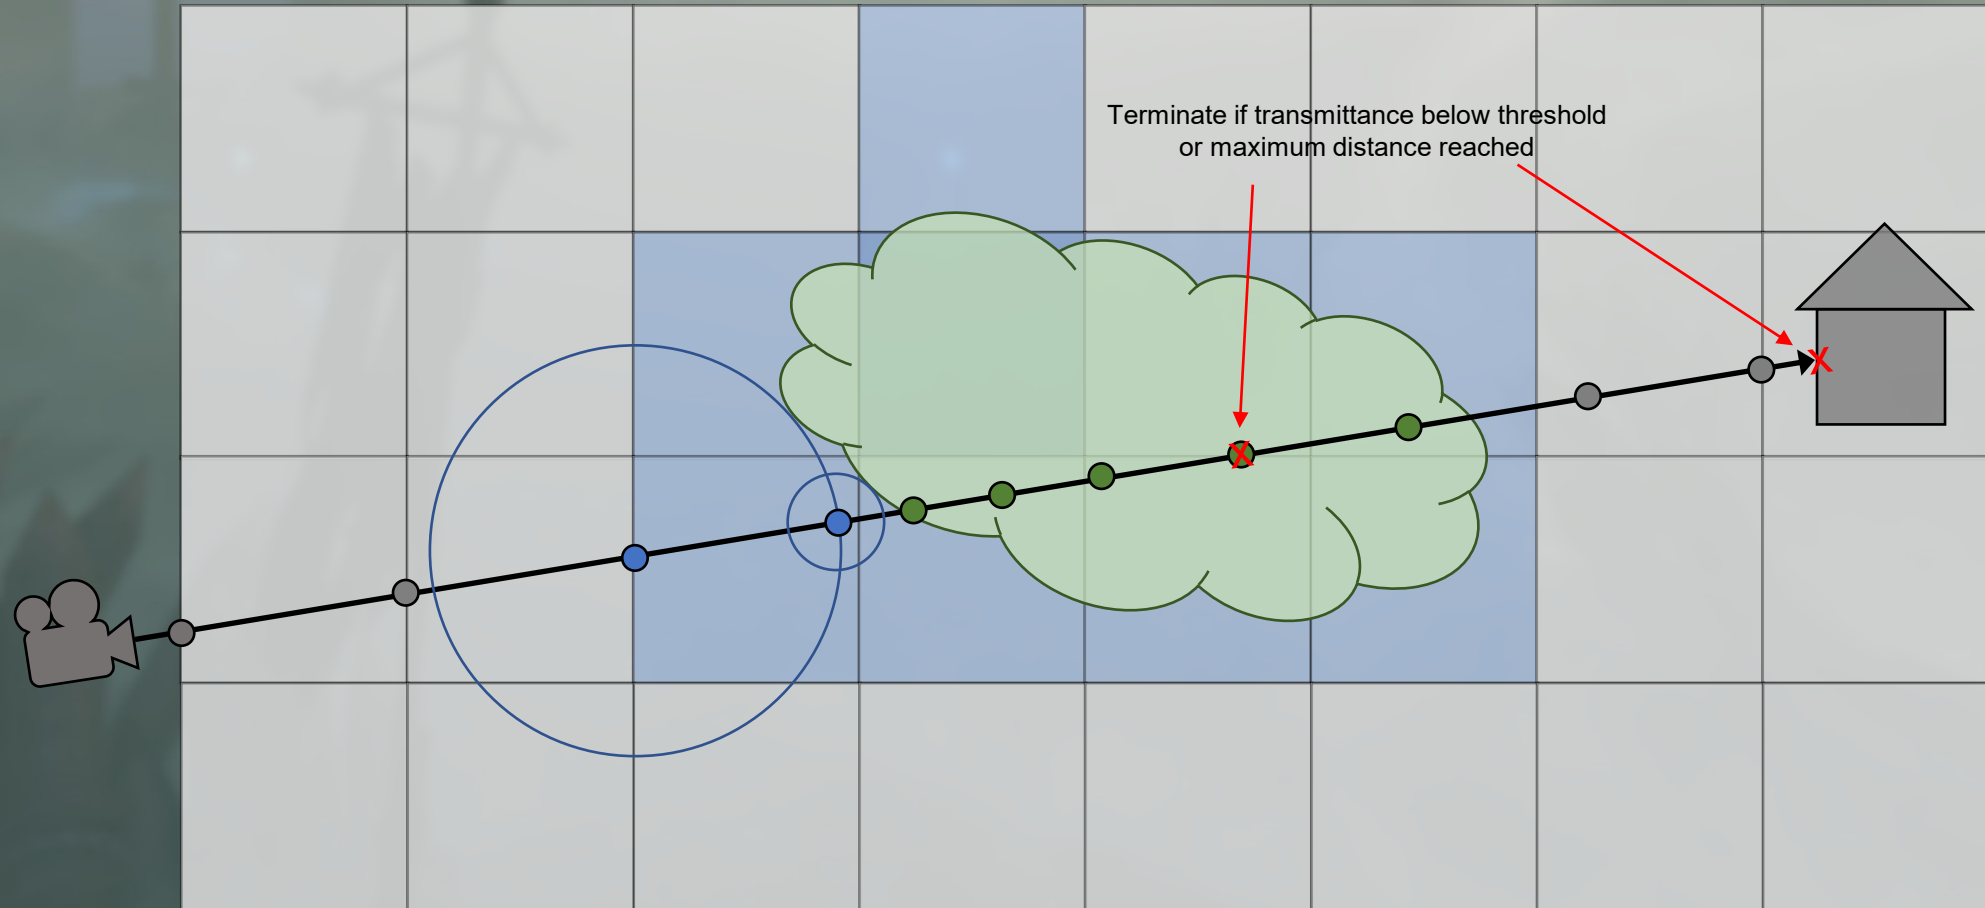 Terminate if transmittance below threshold
or maximum distance reached
X
X